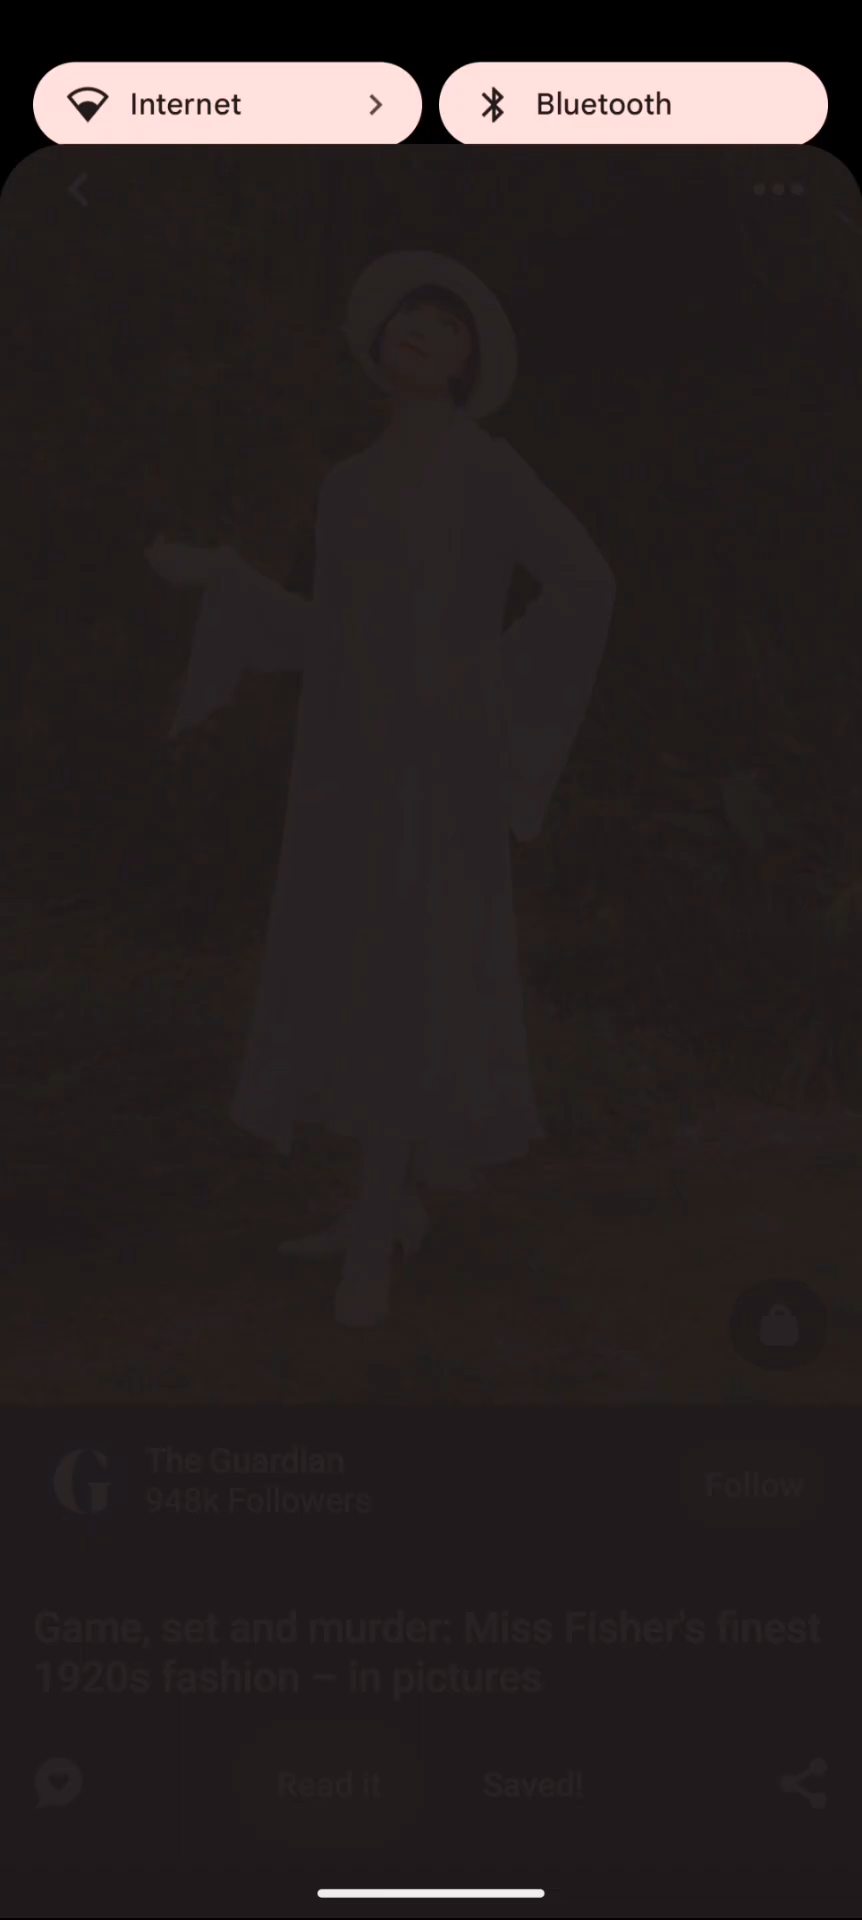 Internet
Bluetooth
The Guardian
948k Followers
Follow
Game, set and murder: Miss Fisher's finest
1920s fashion – in pictures
Read it
Saved!